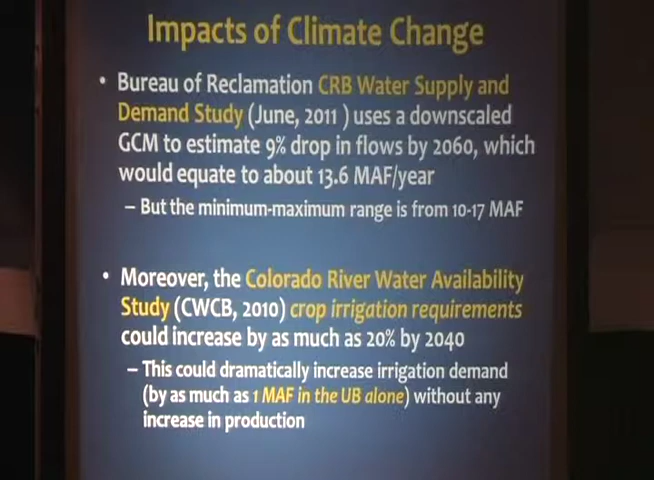 Impacts of Climate Change
• Bureau of Reclamation CRB Water Supply and
Demand Study (June, 2011 ) uses a downscaled
GCM to estimate 9% drop in flows by 2060, which
would equate to about 13.6 MAF/year
– But the minimum-maximum range is from 10-17 MAF
• Moreover, the Colorado River Water Availability
Study (CWCB, 2010) crop irrigation requirements
could increase by as much as 20% by 2040
– This could dramatically increase irrigation demand
(by as much as 1 MAF in the UB alone) without any
increase in production